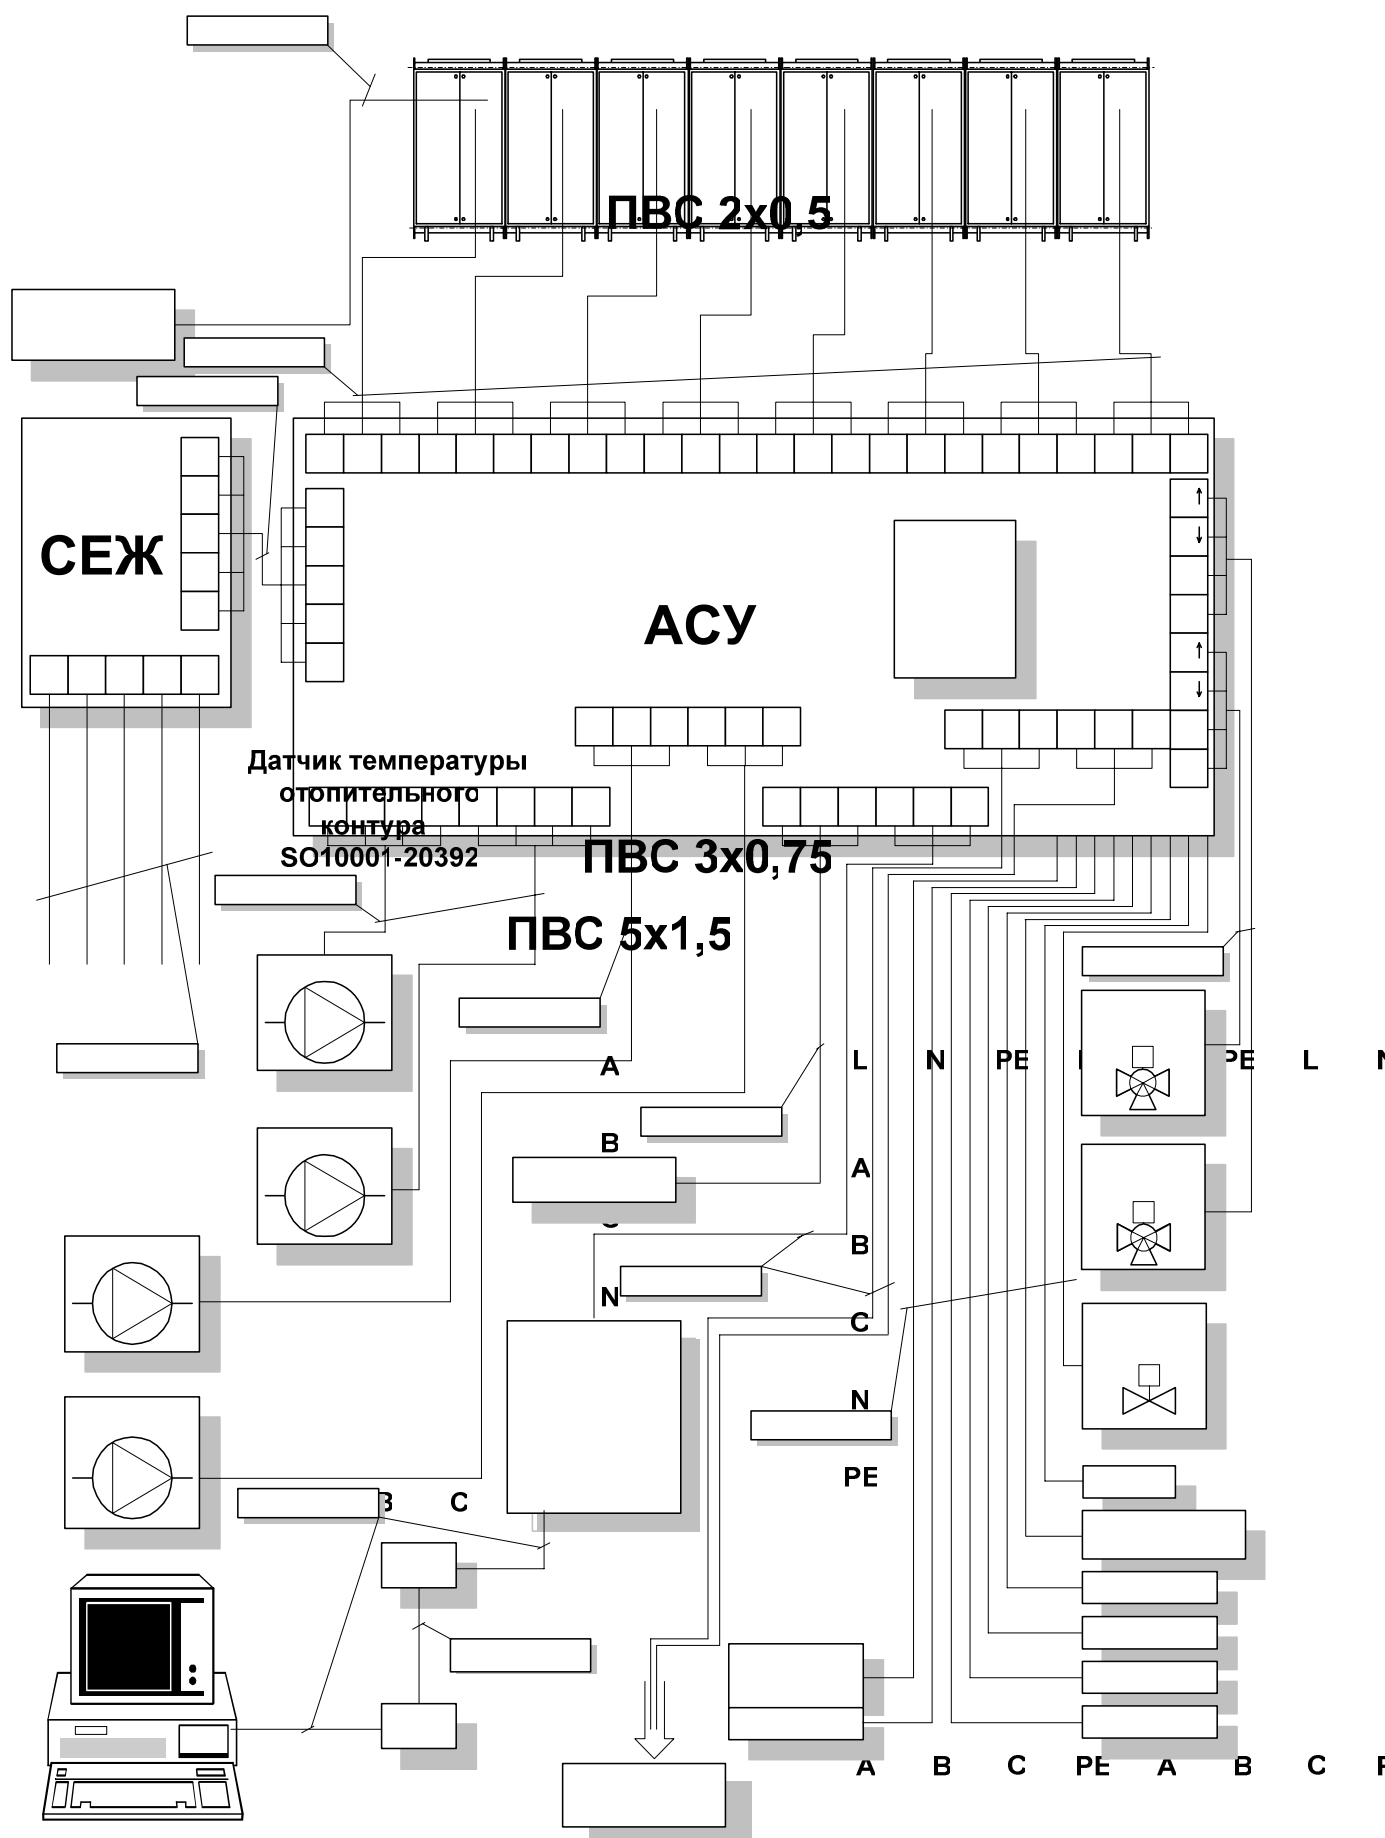 ПВС 2х0,5
СЕЖ
АСУ
Датчик температуры
отопительного
контура
SO10001-20392
ПВС 3х0,75
ПВС 5х1,5
A
L N PE PE L N
B
A
B
N
C
N
PE
C
A B C PE A B C